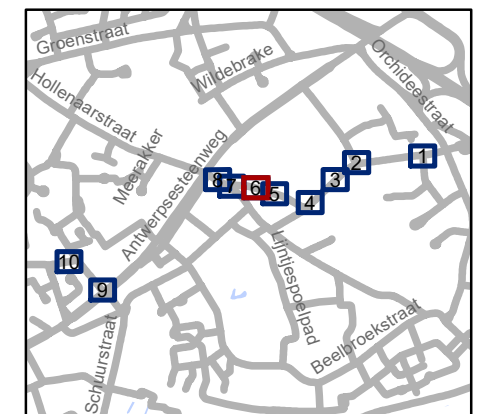 Groenstraat
Wildebrake
Orchideestraat
Hollenaarstraat
Meerakker
Antwerpsesteenweg
1
2
3
4
5
6
7
8
Lijntjespoelpad
10
9
Beelbroekstraat
Schuurstraat